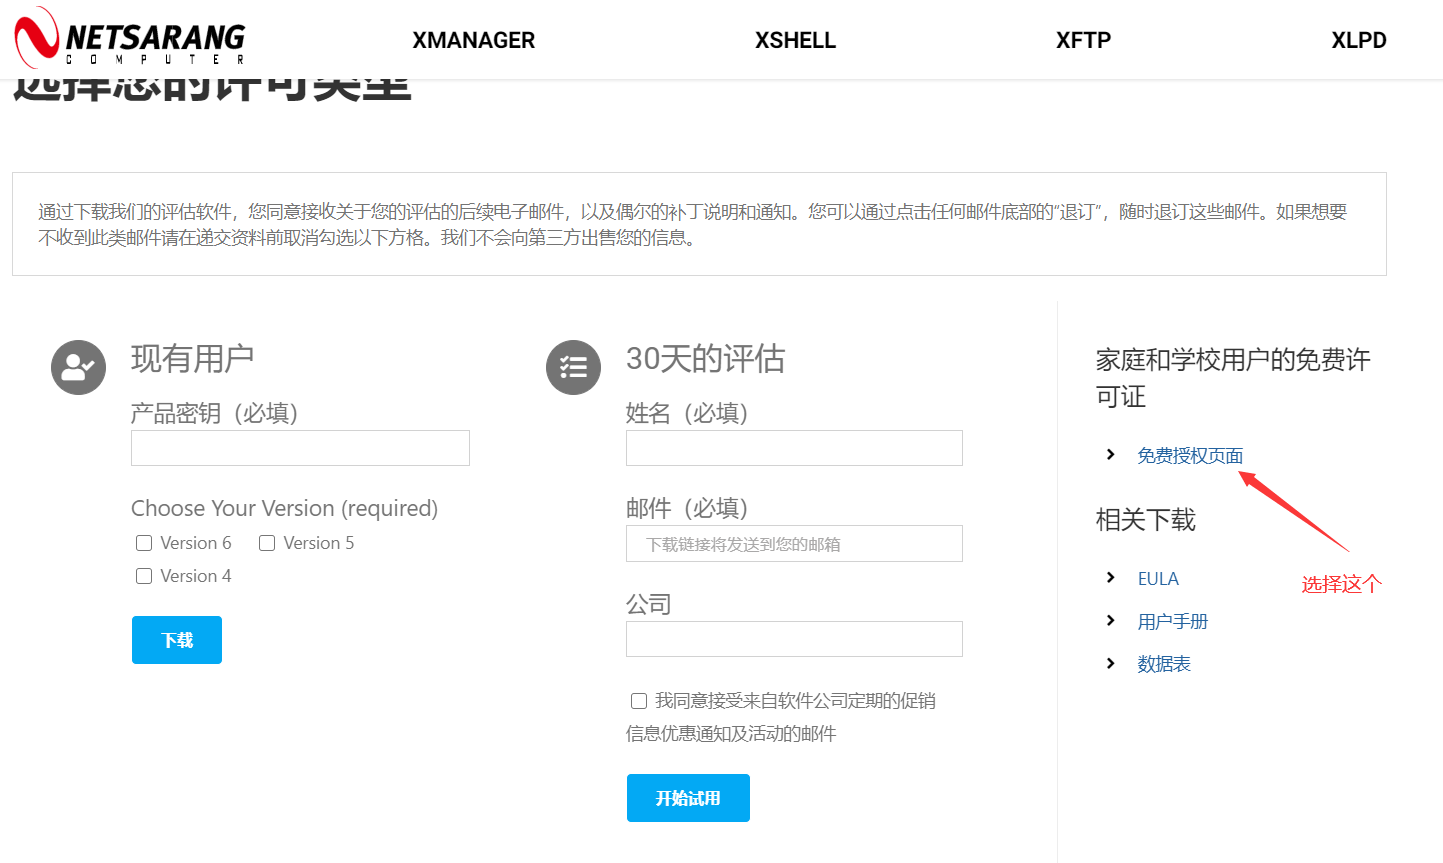 NETSARANG
COMPUTER
XMANAGER
XSHELL
XFTP
XLPD
选择您的许可类型
通过下载我们的评估软件，您同意接收关于您的评估的后续电子邮件，以及偶尔的补丁说明和通知。您可以通过点击任何邮件底部的“退订”，随时退订这些邮件。如果想要
不收到此类邮件请在递交资料前取消勾选以下方格。我们不会向第三方出售您的信息。
现有用户
产品密钥（必填）
Choose Your Version (required)
Version 6
Version 5
Version 4
下载
30天的评估
姓名（必填）
邮件（必填）
下载链接将发送到您的邮箱
公司
我同意接受来自软件公司定期的促销
信息优惠通知及活动的邮件
开始试用
家庭和学校用户的免费许
可证
免费授权页面
相关下载
EULA
选择这个
用户手册
数据表